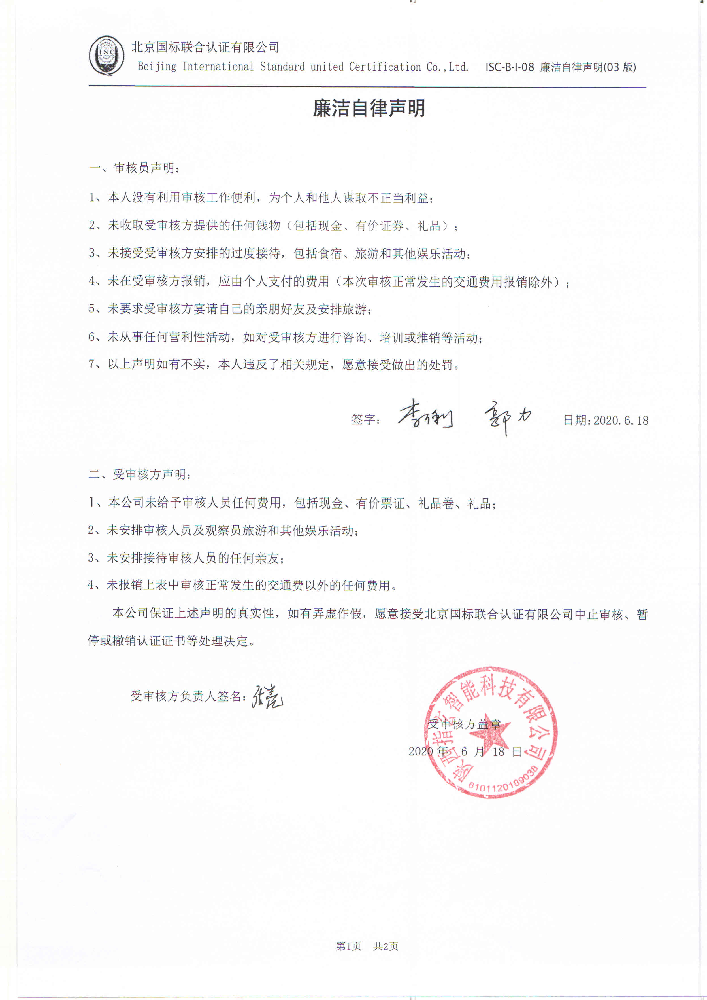 ISC
北京国标联合认证有限公司
Beijing International Standard united Certification Co.,Ltd. ISC-B-I-08 廉洁自律声明(03 版)
廉洁自律声明
一、审核员声明：
1、本人没有利用审核工作便利，为个人和他人谋取不正当利益；
2、未收取受审核方提供的任何钱物（包括现金、有价证券、礼品）；
3、未接受受审核方安排的过度接待，包括食宿、旅游和其他娱乐活动；
4、未在受审核方报销，应由个人支付的费用（本次审核正常发生的交通费用报销除外）；
5、未要求受审核方宴请自己的亲朋好友及安排旅游；
6、未从事任何营利性活动，如对受审核方进行咨询、培训或推销等活动；
7、以上声明如有不实，本人违反了相关规定，愿意接受做出的处罚。
签字： 李俐 郭力 日期：2020.6.18
二、受审核方声明：
1、本公司未给予审核人员任何费用，包括现金、有价票证、礼品卷、礼品；
2、未安排审核人员及观察员旅游和其他娱乐活动；
3、未安排接待审核人员的任何亲友；
4、未报销上表中审核正常发生的交通费以外的任何费用。
本公司保证上述声明的真实性，如有弄虚作假，愿意接受北京国标联合认证有限公司中止审核、暂
停或撤销认证证书等处理决定。
受审核方负责人签名：张亮
陕西指 智能科技有限公司
受审核方盖章
2020 年 6 月 18 日
6101120189038
第1页 共2页